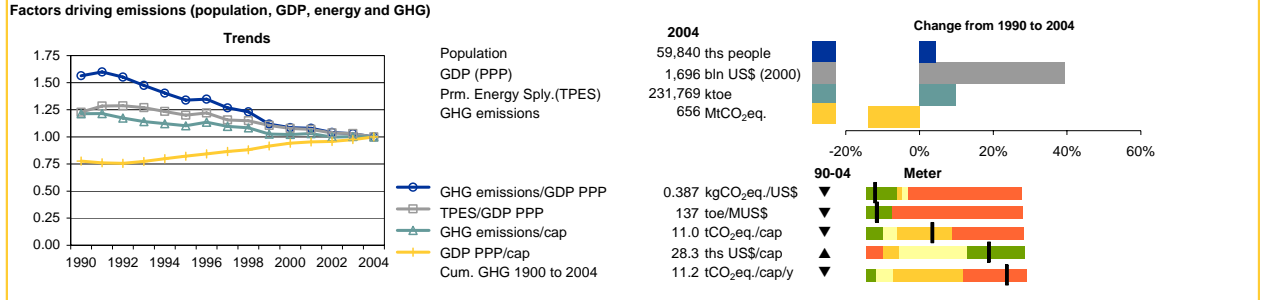 Factors driving emissions (population, GDP, energy and GHG)
Trends
1.75
1.50
1.25
1.00
0.75
0.50
0.25
0.00
1990 1992 1994 1996 1998 2000 2002 2004
2004
Population 59,840 ths people
GDP (PPP) 1,696 bln US$ (2000)
Prm. Energy Sply.(TPES) 231,769 ktoe
GHG emissions 656 MtCO₂eq.
Change from 1990 to 2004
-20% 0% 20% 40% 60%
90-04 Meter
GHG emissions/GDP PPP 0.387 kgCO₂eq./US$ ▼
TPES/GDP PPP 137 toe/MUS$ ▼
GHG emissions/cap 11.0 tCO₂eq./cap ▼
GDP PPP/cap 28.3 ths US$/cap ▲
Cum. GHG 1900 to 2004 11.2 tCO₂eq./cap/y ▼